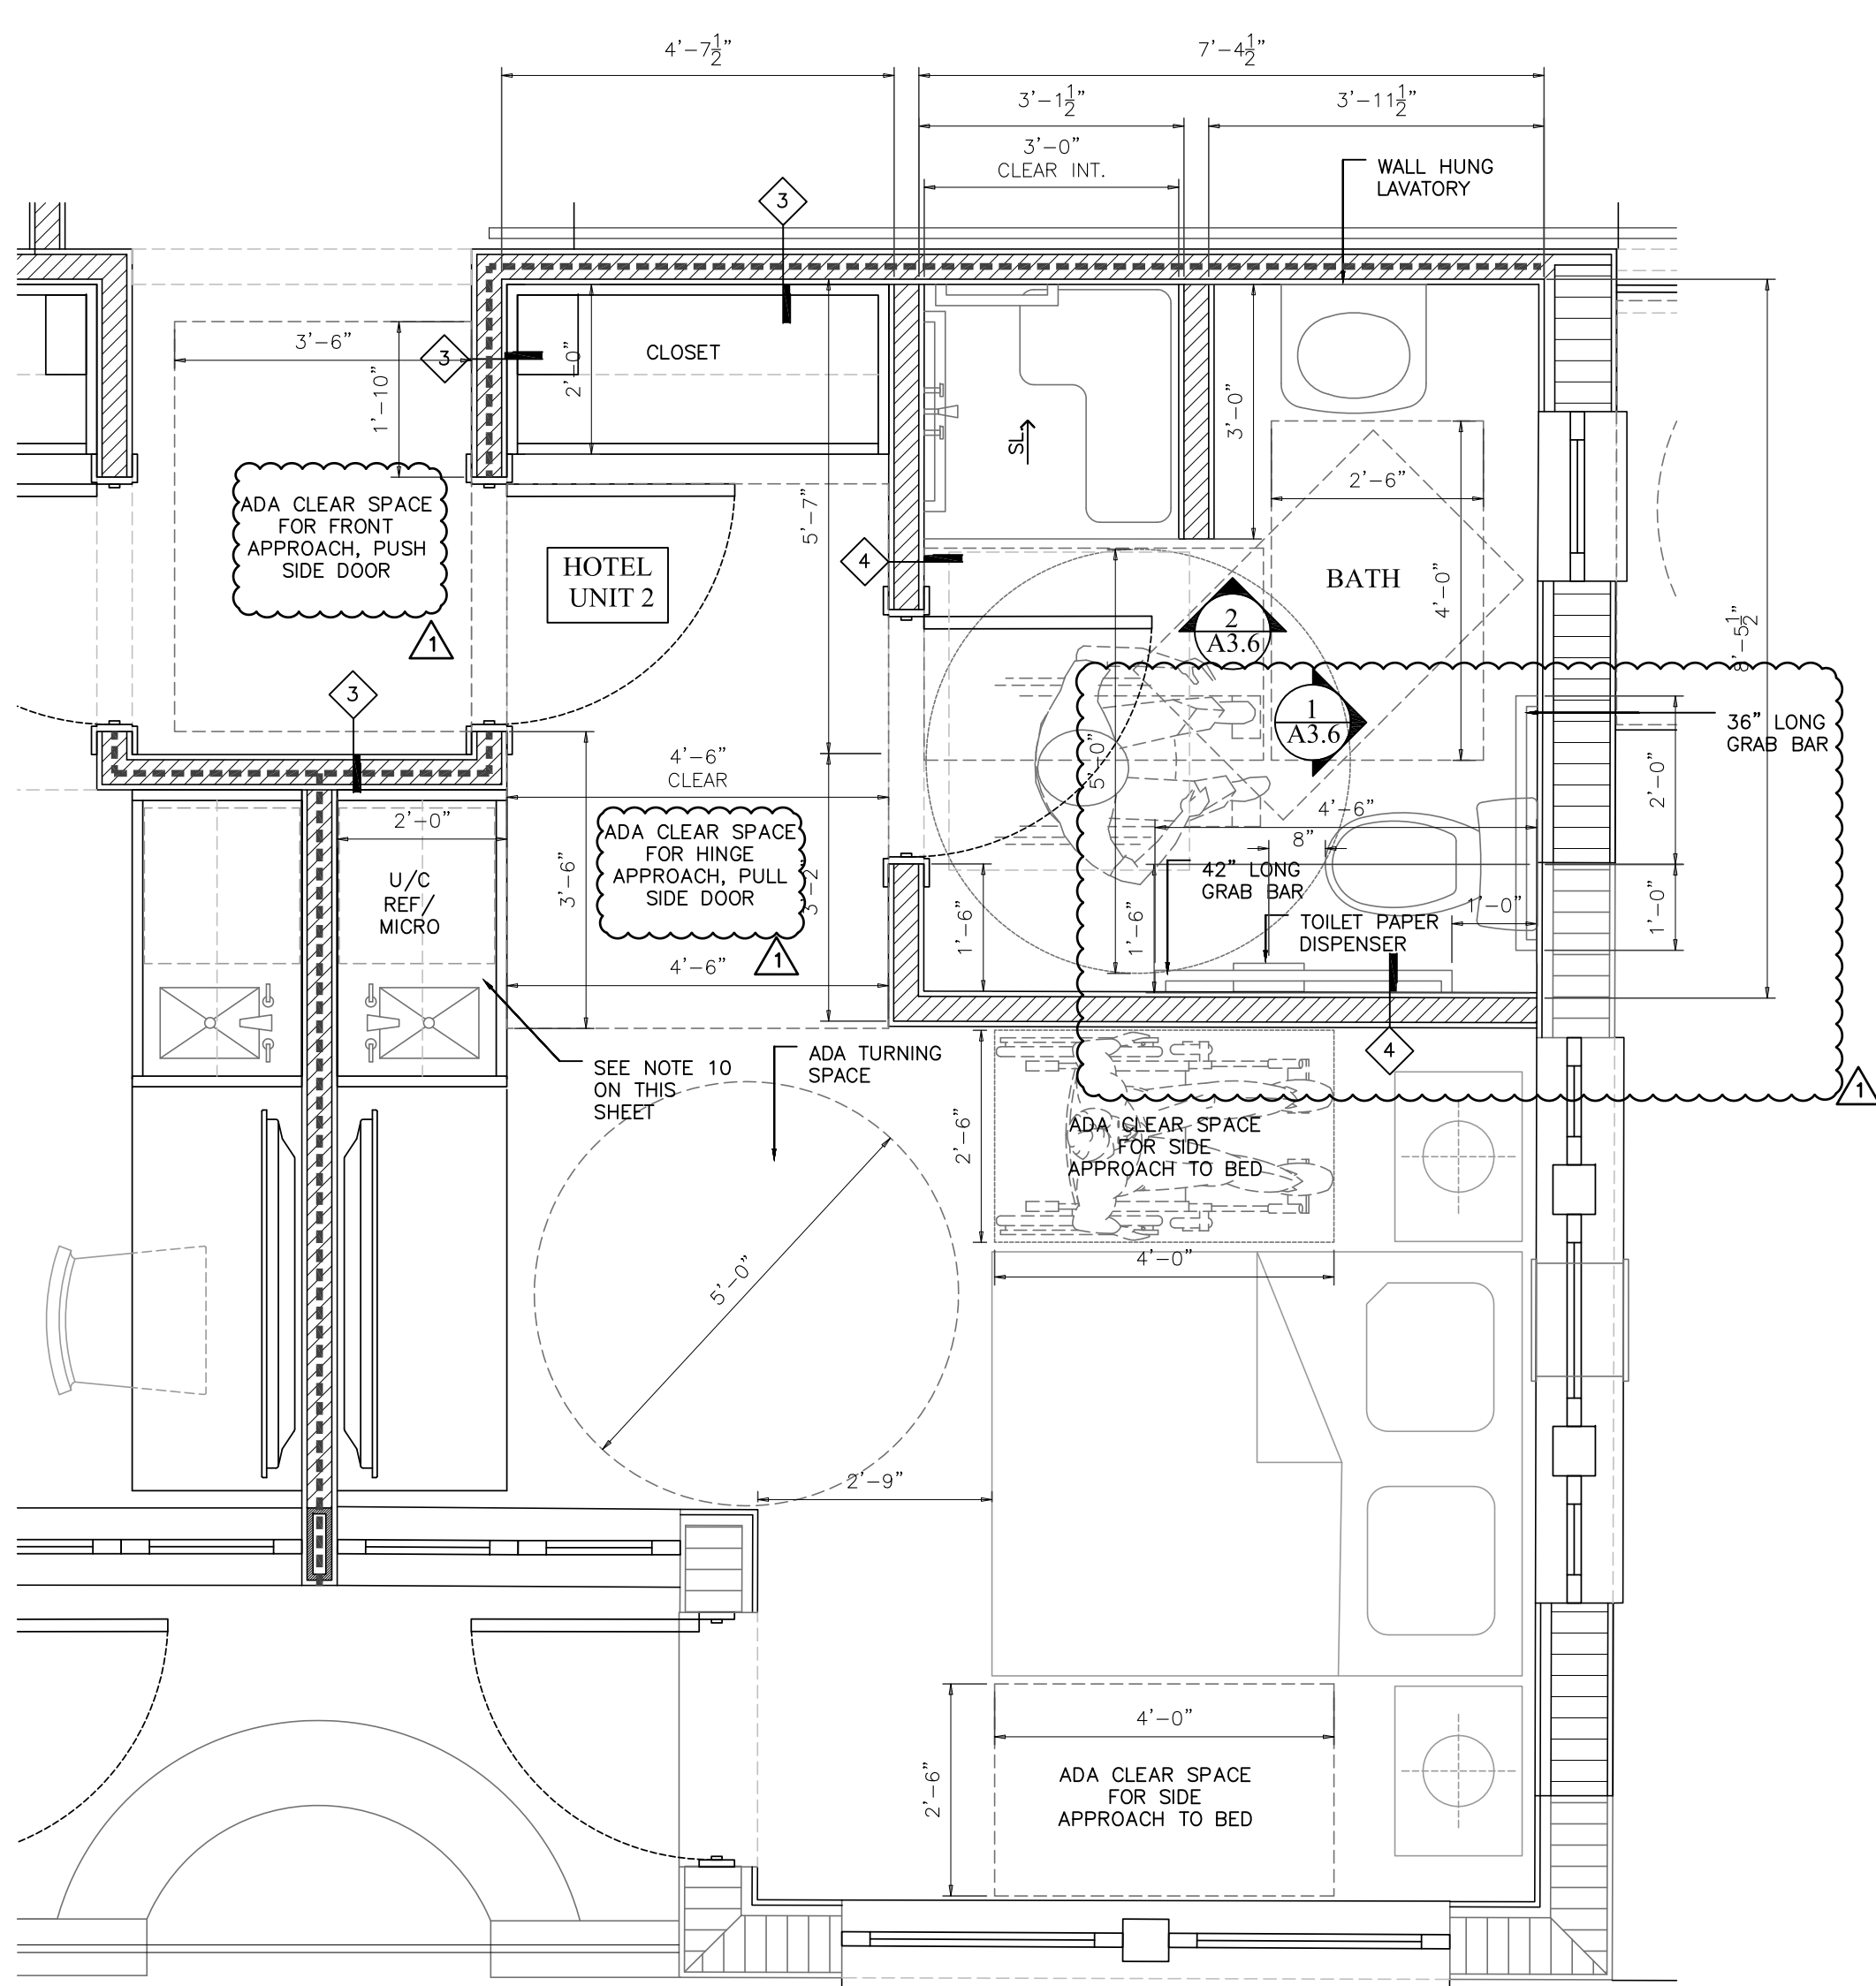 4'-7½"
7'-4½"
3'-1½"
3'-11½"
3'-0"
CLEAR INT.
WALL HUNG
LAVATORY
3
3'-6"
3
CLOSET
1'-10"
2'-0"
3'-0"
SL
2'-6"
ADA CLEAR SPACE
FOR FRONT
APPROACH, PUSH
SIDE DOOR
1
5'-7"
HOTEL
UNIT 2
4
BATH
4'-0"
2
A3.6
8'-5½"
3
1
A3.6
36" LONG
GRAB BAR
4'-6"
CLEAR
5'-0"
2'-0"
4'-6"
8"
2'-0"
ADA CLEAR SPACE
FOR HINGE
APPROACH, PULL
SIDE DOOR
1
3'-2"
3'-6"
U/C
REF/
MICRO
42" LONG
GRAB BAR
1'-0"
TOILET PAPER
DISPENSER
1'-6"
1'-6"
1'-0"
4'-6"
4
SEE NOTE 10
ON THIS
SHEET
ADA TURNING
SPACE
1
2'-6"
ADA CLEAR SPACE
FOR SIDE
APPROACH TO BED
4'-0"
5'-0"
2'-9"
4'-0"
2'-6"
ADA CLEAR SPACE
FOR SIDE
APPROACH TO BED